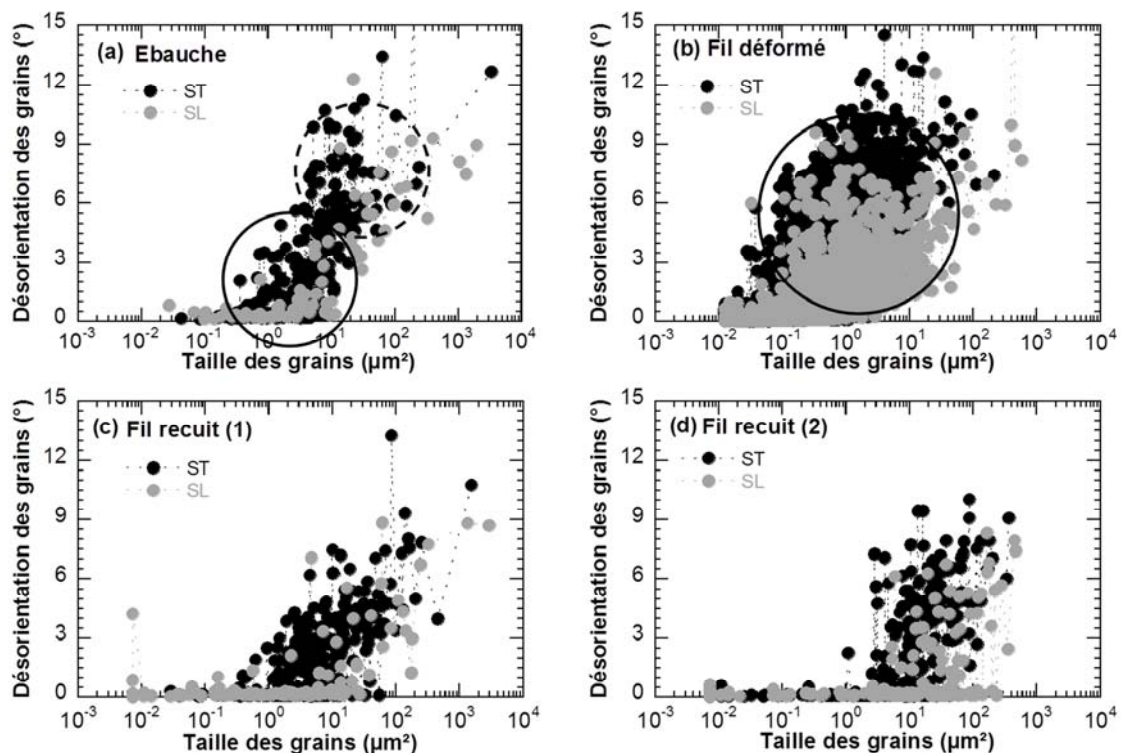 (a) Ebauche
ST
SL
Désorientation des grains (°)
15
12
9
6
3
0
10⁻³ 10⁻² 10⁻¹ 10⁰ 10¹ 10² 10³ 10⁴
Taille des grains (µm²)
(b) Fil déformé
ST
SL
Désorientation des grains (°)
15
12
9
6
3
0
10⁻³ 10⁻² 10⁻¹ 10⁰ 10¹ 10² 10³ 10⁴
Taille des grains (µm²)
(c) Fil recuit (1)
ST
SL
Désorientation des grains (°)
15
12
9
6
3
0
10⁻³ 10⁻² 10⁻¹ 10⁰ 10¹ 10² 10³ 10⁴
Taille des grains (µm²)
(d) Fil recuit (2)
ST
SL
Désorientation des grains (°)
15
12
9
6
3
0
10⁻³ 10⁻² 10⁻¹ 10⁰ 10¹ 10² 10³ 10⁴
Taille des grains (µm²)